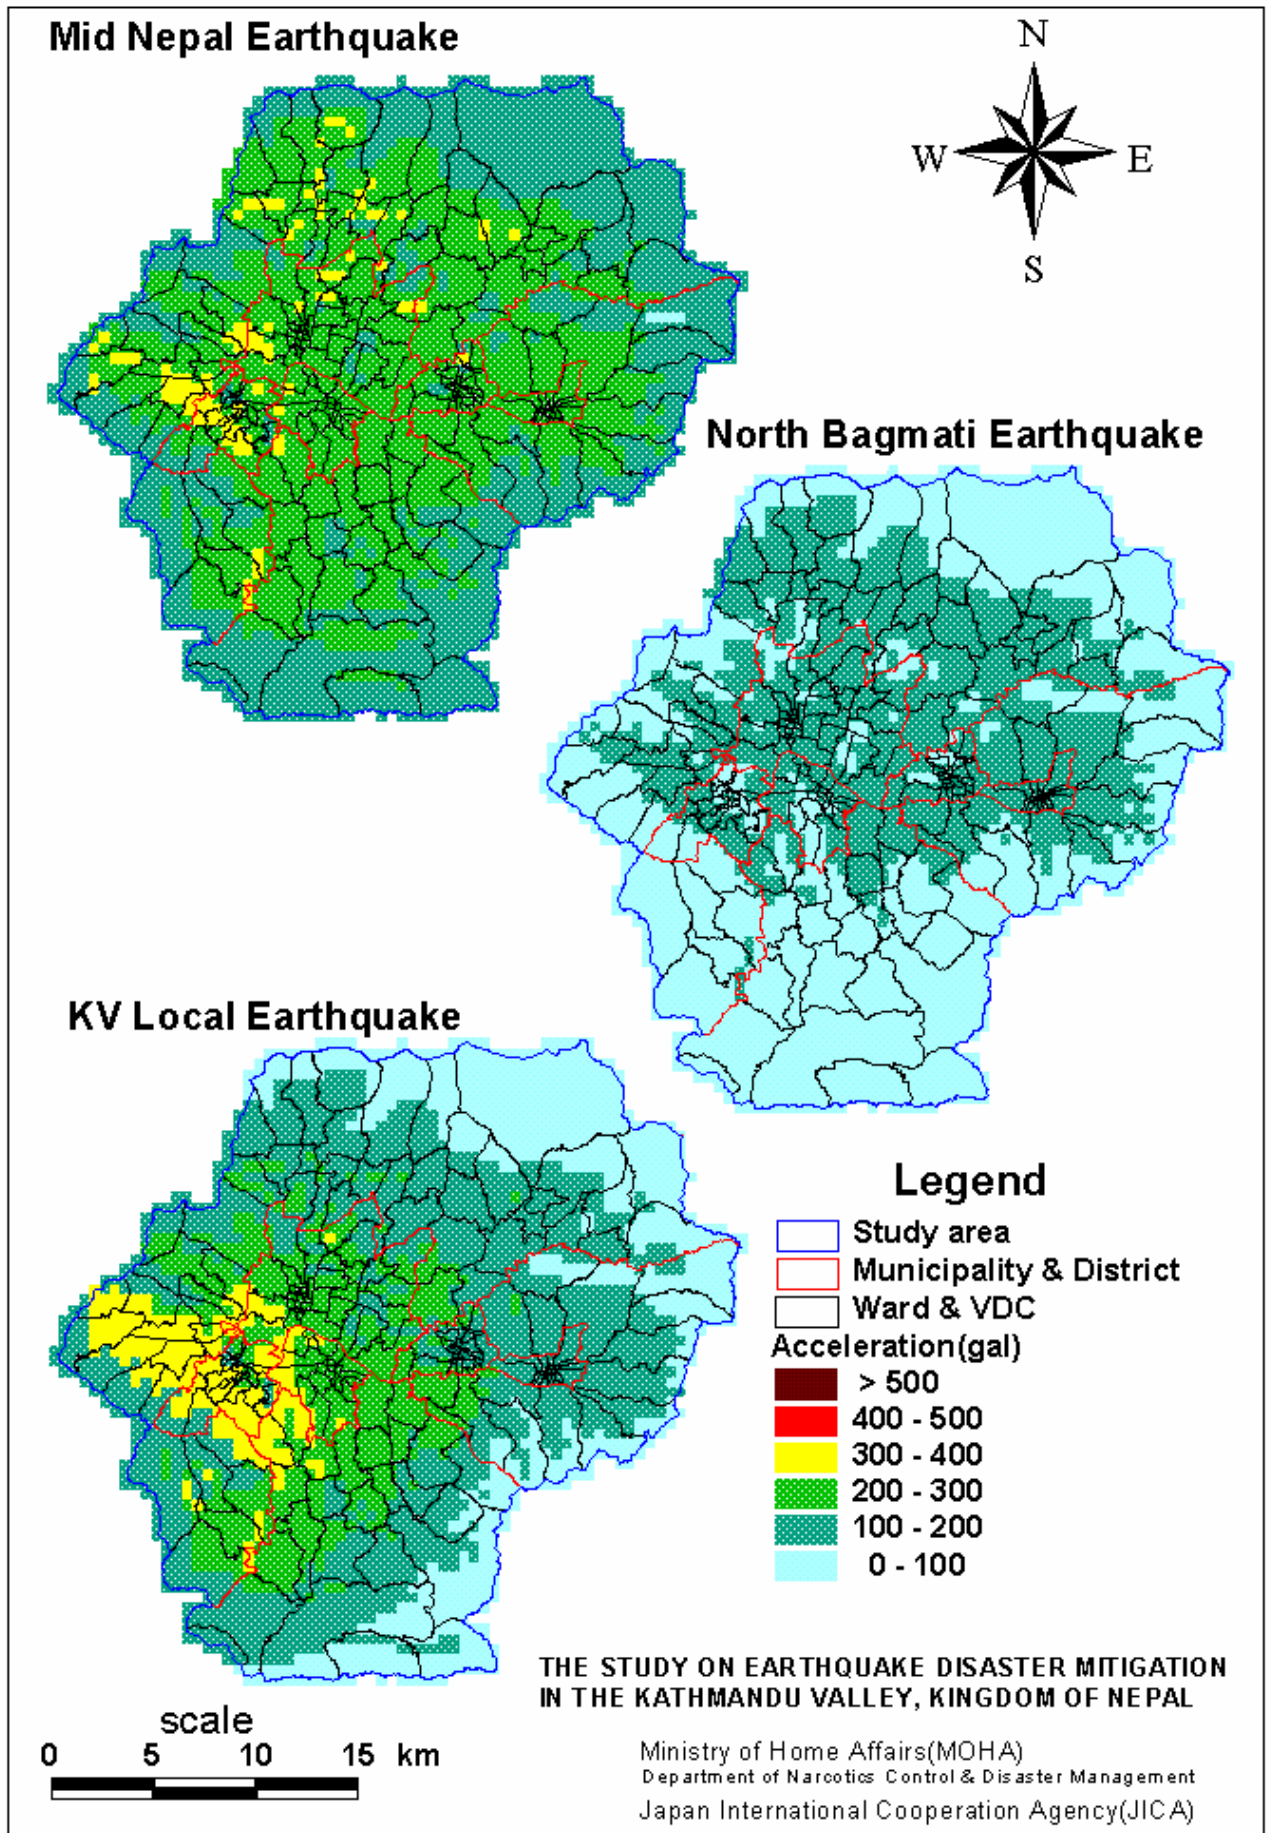 Mid Nepal Earthquake
N
W
E
S
North Bagmati Earthquake
KV Local Earthquake
Legend
Study area
Municipality & District
Ward & VDC
Acceleration(gal)
> 500
400 - 500
300 - 400
200 - 300
100 - 200
0 - 100
THE STUDY ON EARTHQUAKE DISASTER MITIGATION
IN THE KATHMANDU VALLEY, KINGDOM OF NEPAL
scale
0 5 10 15 km
Ministry of Home Affairs(MOHA)
Department of Narcotics Control & Disaster Management
Japan International Cooperation Agency(JICA)